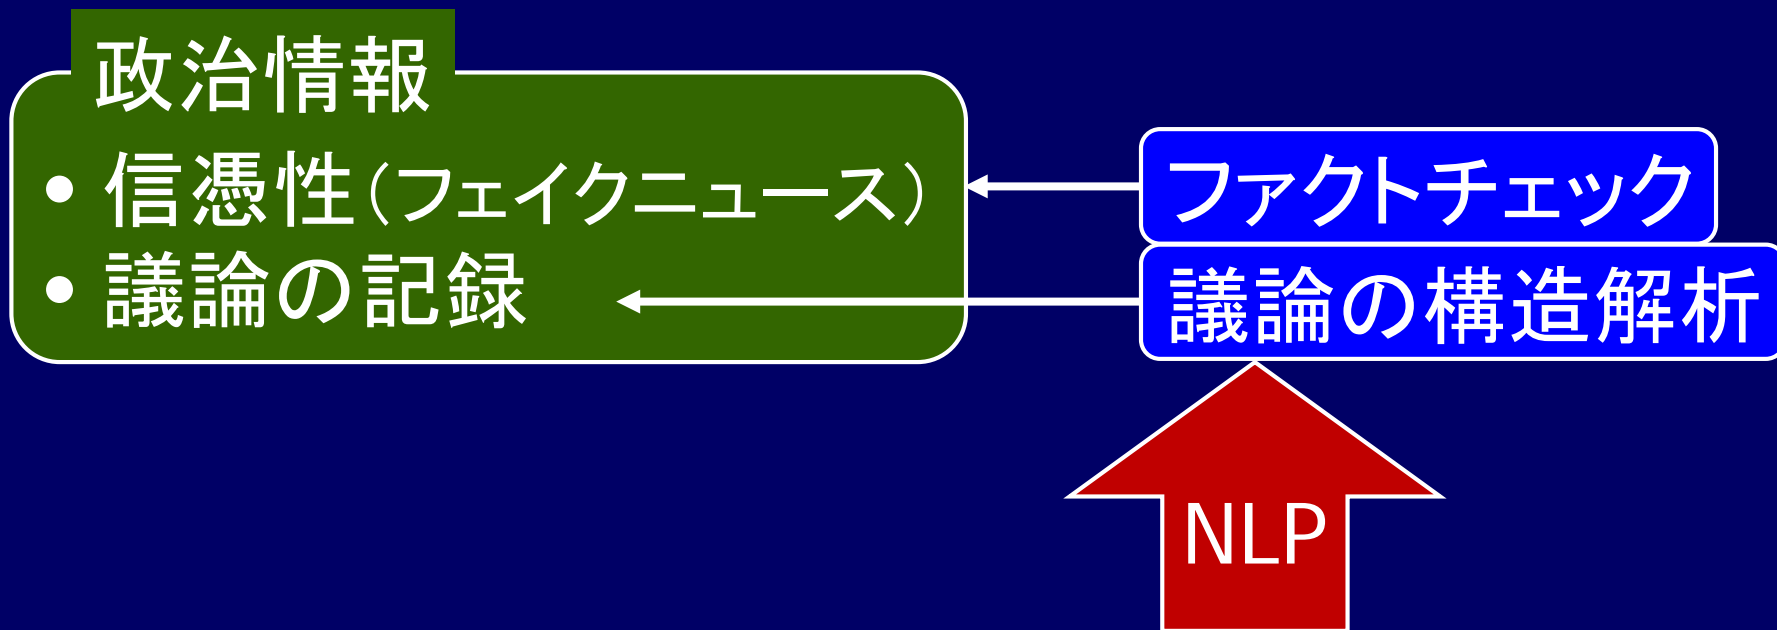 政治情報
• 信憑性(フェイクニュース)
• 議論の記録
ファクトチェック
議論の構造解析
NLP